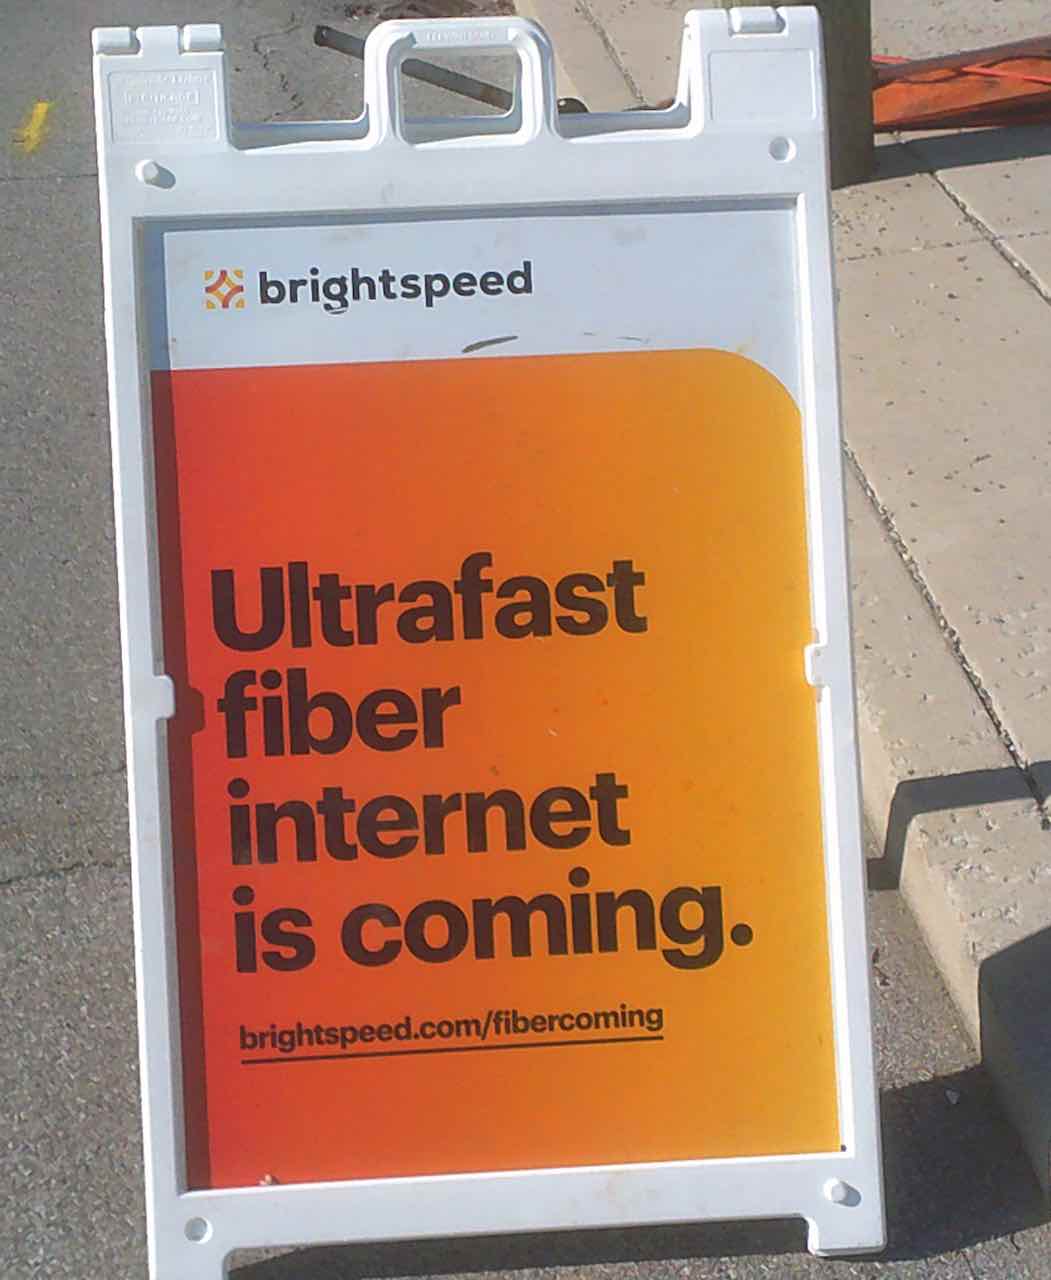 brightspeed
Ultrafast
fiber
internet
is coming.
brightspeed.com/fibercoming